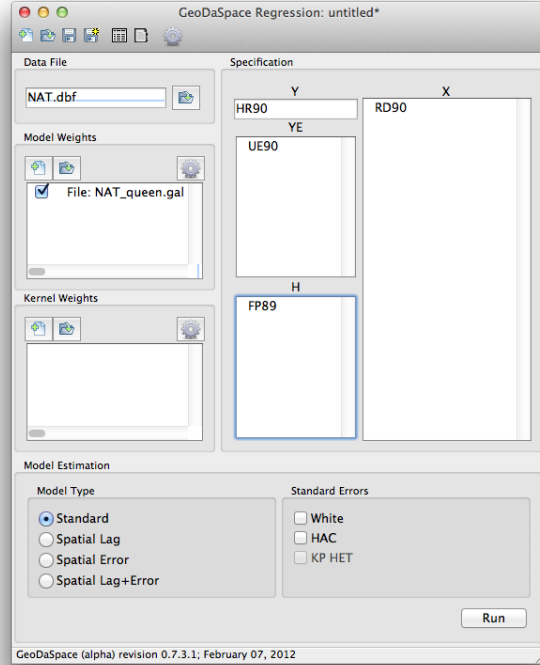 GeoDaSpace Regression: untitled*
Data File
NAT.dbf
Model Weights
File: NAT_queen.gal
Kernel Weights
Specification
Y
HR90
YE
UE90
H
FP89
X
RD90
Model Estimation
Model Type
Standard
Spatial Lag
Spatial Error
Spatial Lag+Error
Standard Errors
White
HAC
KP HET
Run
GeoDaSpace (alpha) revision 0.7.3.1; February 07, 2012